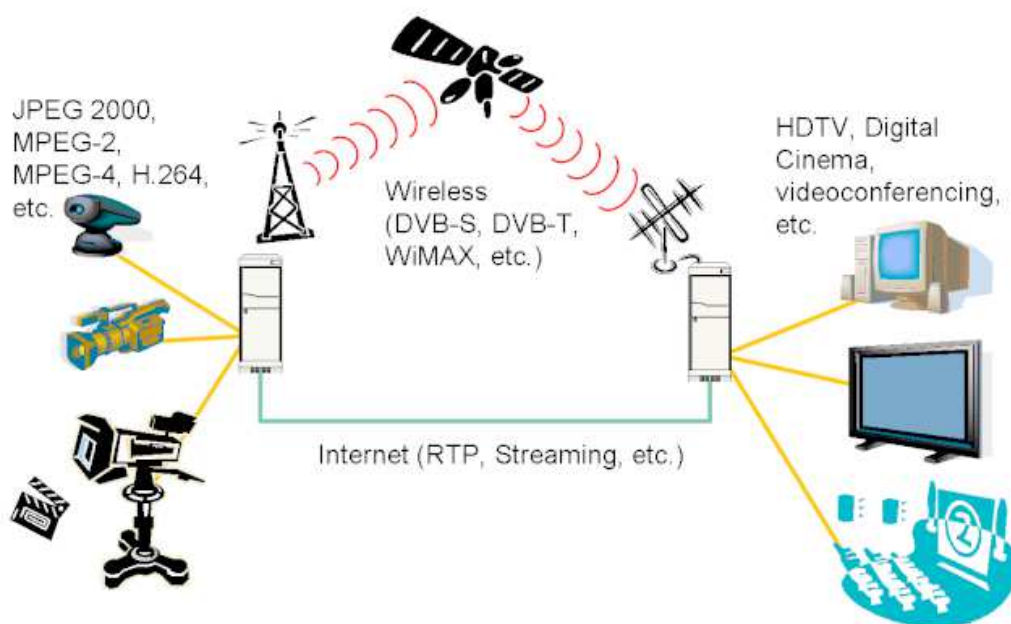 JPEG 2000,
MPEG-2,
MPEG-4, H.264,
etc.
Wireless
(DVB-S, DVB-T,
WiMAX, etc.)
HDTV, Digital
Cinema,
videoconferencing,
etc.
Internet (RTP, Streaming, etc.)
2